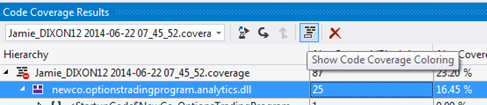 Code Coverage Results
Jamie_DIXON12 2014-06-22 07_45_52.covera
Hierarchy
Show Code Coverage Coloring
Jamie_DIXON12 2014-06-22 07_45_52.coverage 87 23.20 %
newco.optionstradingprogram.analytics.dll 25 16.45 %